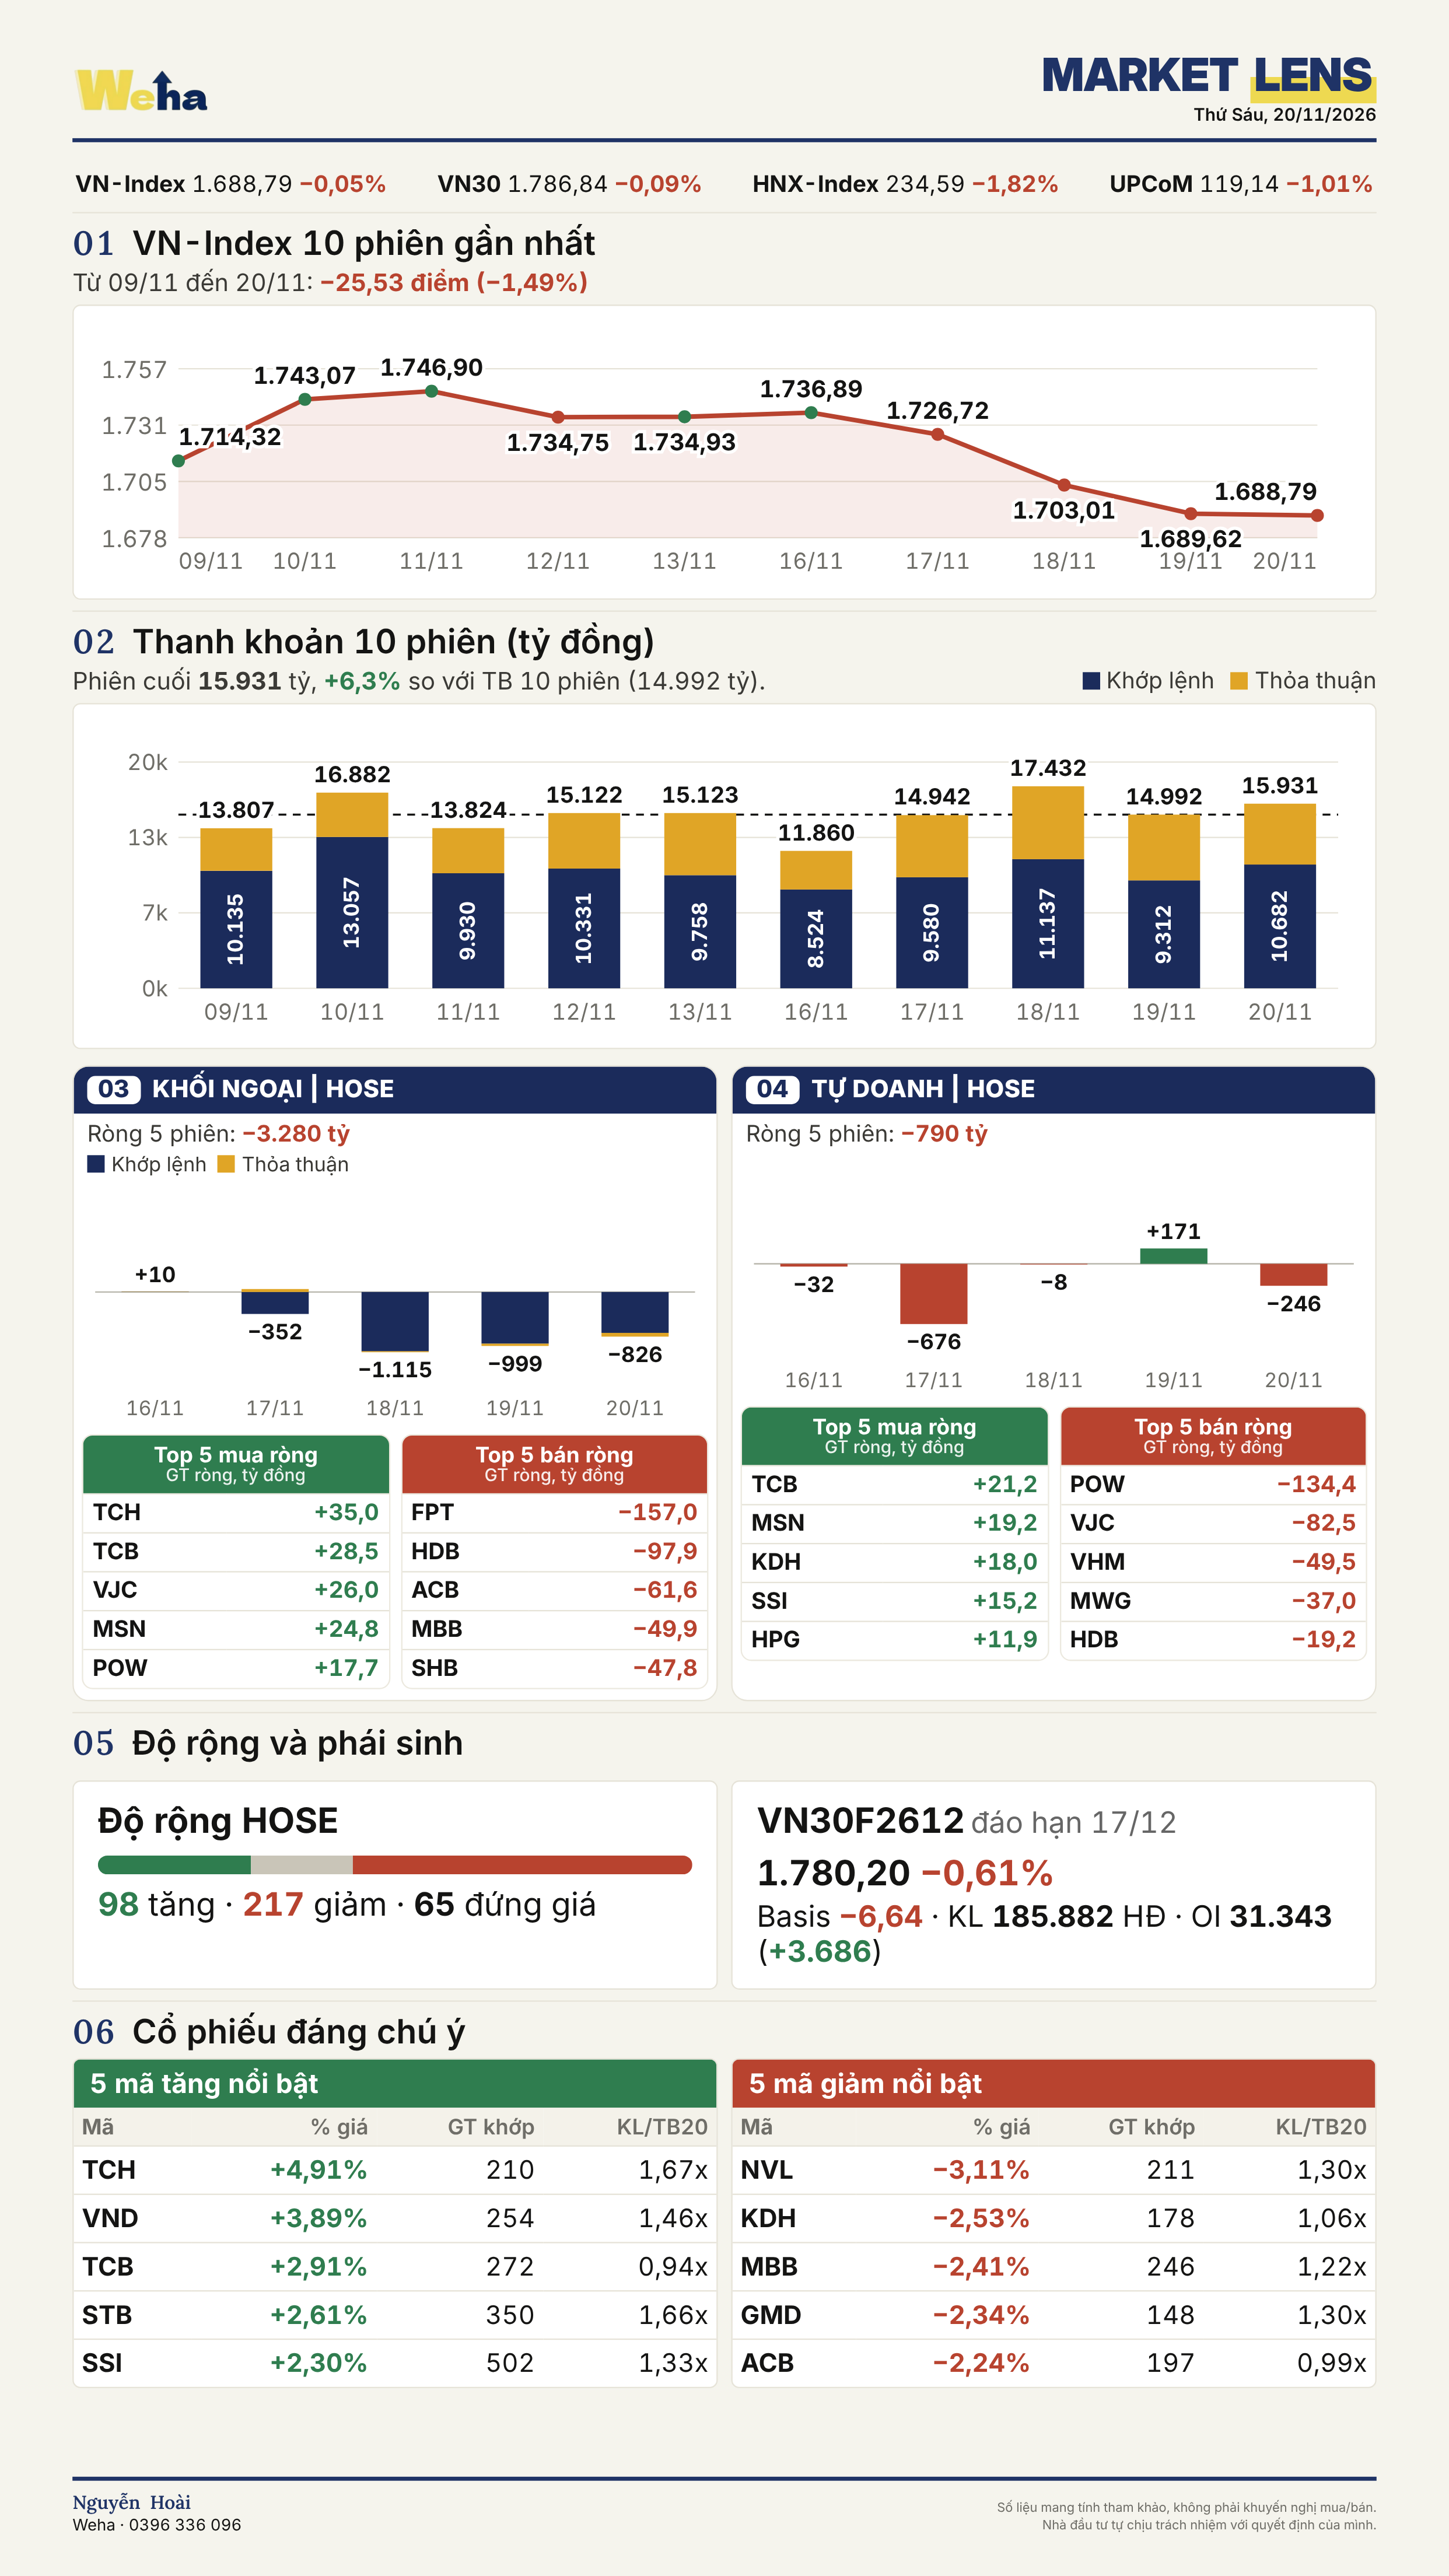 Weha
MARKET LENS
Thứ Sáu, 20/11/2026
VN-Index 1.688,79 −0,05% VN30 1.786,84 −0,09% HNX-Index 234,59 −1,82% UPCoM 119,14 −1,01%
01 VN-Index 10 phiên gần nhất
Từ 09/11 đến 20/11: −25,53 điểm (−1,49%)
1.757
1.731
1.705
1.678
1.714,32
1.743,07
1.746,90
1.734,75
1.734,93
1.736,89
1.726,72
1.703,01
1.689,62
1.688,79
09/11 10/11 11/11 12/11 13/11 16/11 17/11 18/11 19/11 20/11
02 Thanh khoản 10 phiên (tỷ đồng)
Phiên cuối 15.931 tỷ, +6,3% so với TB 10 phiên (14.992 tỷ).
Khớp lệnh Thỏa thuận
20k
13k
7k
0k
13.807 16.882 13.824 15.122 15.123 11.860 14.942 17.432 14.992 15.931
10.135 13.057 9.930 10.331 9.758 8.524 9.580 11.137 9.312 10.682
09/11 10/11 11/11 12/11 13/11 16/11 17/11 18/11 19/11 20/11
03 KHỐI NGOẠI | HOSE
Ròng 5 phiên: −3.280 tỷ
Khớp lệnh Thỏa thuận
+10 −352 −1.115 −999 −826
16/11 17/11 18/11 19/11 20/11
Top 5 mua ròng
GT ròng, tỷ đồng
TCH +35,0
TCB +28,5
VJC +26,0
MSN +24,8
POW +17,7
Top 5 bán ròng
GT ròng, tỷ đồng
FPT −157,0
HDB −97,9
ACB −61,6
MBB −49,9
SHB −47,8
04 TỰ DOANH | HOSE
Ròng 5 phiên: −790 tỷ
−32 −676 −8 +171 −246
16/11 17/11 18/11 19/11 20/11
Top 5 mua ròng
GT ròng, tỷ đồng
TCB +21,2
MSN +19,2
KDH +18,0
SSI +15,2
HPG +11,9
Top 5 bán ròng
GT ròng, tỷ đồng
POW −134,4
VJC −82,5
VHM −49,5
MWG −37,0
HDB −19,2
05 Độ rộng và phái sinh
Độ rộng HOSE
98 tăng · 217 giảm · 65 đứng giá
VN30F2612 đáo hạn 17/12
1.780,20 −0,61%
Basis −6,64 · KL 185.882 HĐ · OI 31.343
(+3.686)
06 Cổ phiếu đáng chú ý
5 mã tăng nổi bật
Mã % giá GT khớp KL/TB20
TCH +4,91% 210 1,67x
VND +3,89% 254 1,46x
TCB +2,91% 272 0,94x
STB +2,61% 350 1,66x
SSI +2,30% 502 1,33x
5 mã giảm nổi bật
Mã % giá GT khớp KL/TB20
NVL −3,11% 211 1,30x
KDH −2,53% 178 1,06x
MBB −2,41% 246 1,22x
GMD −2,34% 148 1,30x
ACB −2,24% 197 0,99x
Nguyễn Hoài
Weha · 0396 336 096
Số liệu mang tính tham khảo, không phải khuyến nghị mua/bán.
Nhà đầu tư tự chịu trách nhiệm với quyết định của mình.